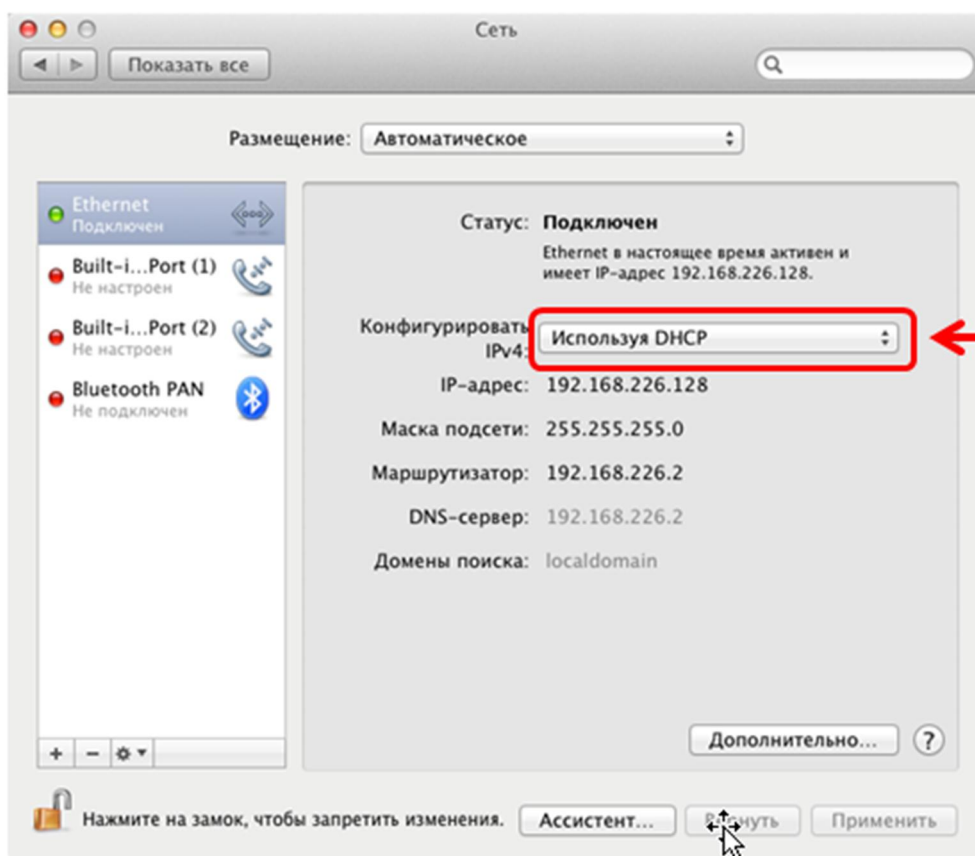 Сеть
Показать все
Размещение: Автоматическое
Ethernet
Подключен
Built-i...Port (1)
Не настроен
Built-i...Port (2)
Не настроен
Bluetooth PAN
Не подключен
Статус: Подключен
Ethernet в настоящее время активен и
имеет IP-адрес 192.168.226.128.
Конфигурировать
IPv4: Используя DHCP
IP-адрес: 192.168.226.128
Маска подсети: 255.255.255.0
Маршрутизатор: 192.168.226.2
DNS-сервер: 192.168.226.2
Домены поиска: localdomain
Дополнительно... ?
Нажмите на замок, чтобы запретить изменения.
Ассистент... Применить